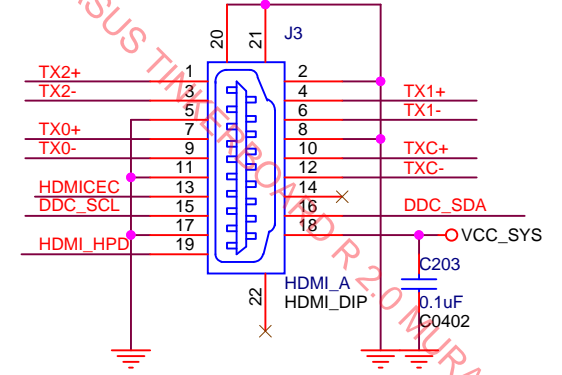 20
21
J3
TX2+ 1 2
TX2- 3 4 TX1+
5 6 TX1-
TX0+ 7 8
TX0- 9 10 TXC+
11 12 TXC-
HDMICEC 13 14
DDC_SCL 15 16 DDC_SDA
17 18 VCC_SYS
HDMI_HPD 19
C203
22
HDMI_A
HDMI_DIP
0.1uF
C0402
ASUS TINKERBOARD R 2.0 MURA